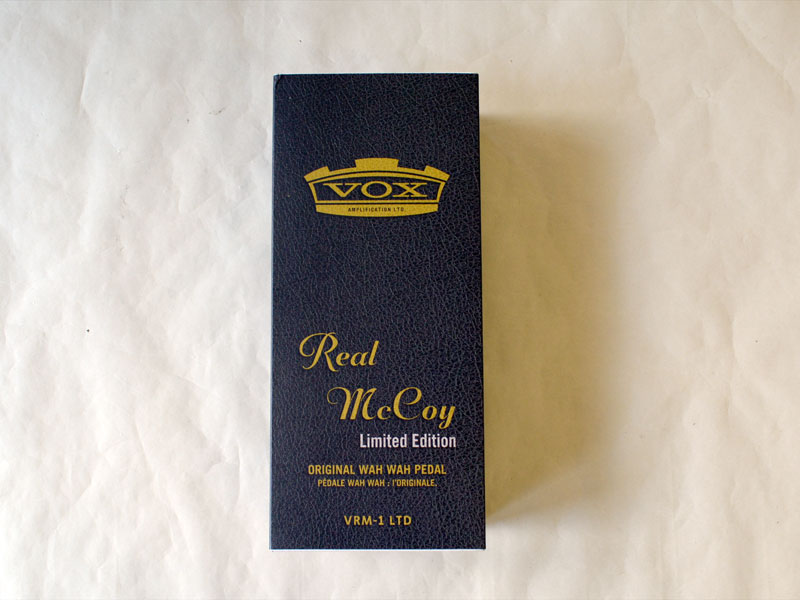 VOX
AMPLIFICATION LTD.
Real
McCoy
Limited Edition
ORIGINAL WAH WAH PEDAL
PÉDALE WAH WAH : l'ORIGINALE.
VRM-1 LTD